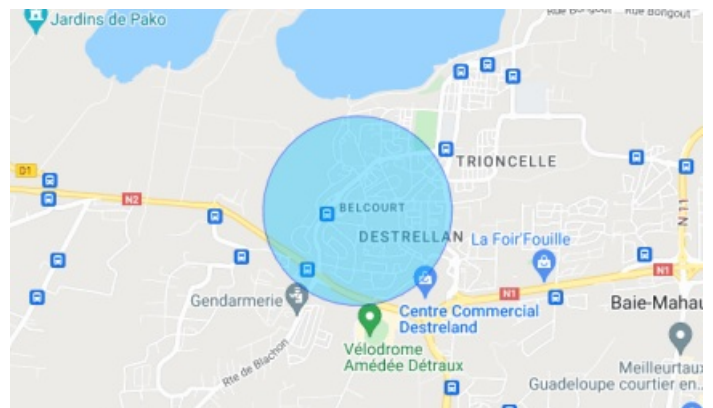 Jardins de Pako
Rue Bongout
Rue Bongout
TRIONCELLE
D1
N2
BELCOURT
N11
DESTRELLAN
La Foir'Fouille
N1
Gendarmerie
N1
Centre Commercial
Destreland
Baie-Mahau
Vélodrome
Amédée Détraux
Rte de Blachon
Meilleurtaux
Guadeloupe courtier en...